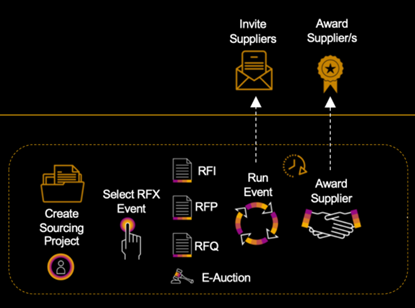 Invite
Suppliers
Award
Supplier/s
Create
Sourcing
Project
Select RFX
Event
RFI
RFP
RFQ
E-Auction
Run
Event
Award
Supplier